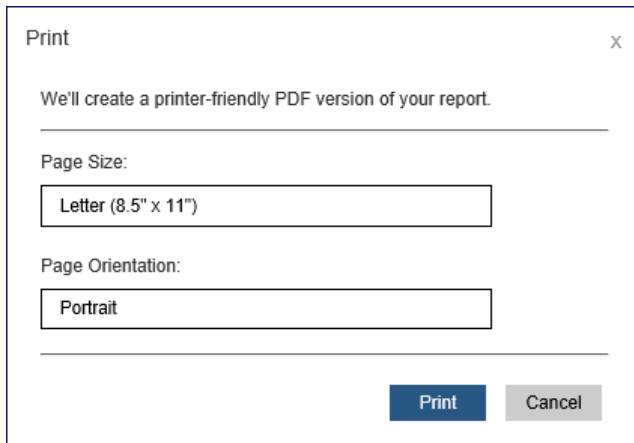 Print
x
We'll create a printer-friendly PDF version of your report.
Page Size:
Letter (8.5" x 11")
Page Orientation:
Portrait
Print Cancel